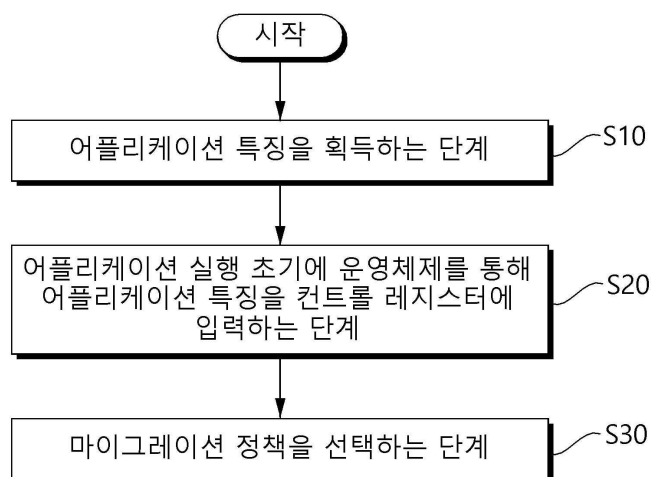 시작
어플리케이션 특징을 획득하는 단계
S10
어플리케이션 실행 초기에 운영체제를 통해
어플리케이션 특징을 컨트롤 레지스터에
입력하는 단계
S20
마이그레이션 정책을 선택하는 단계
S30